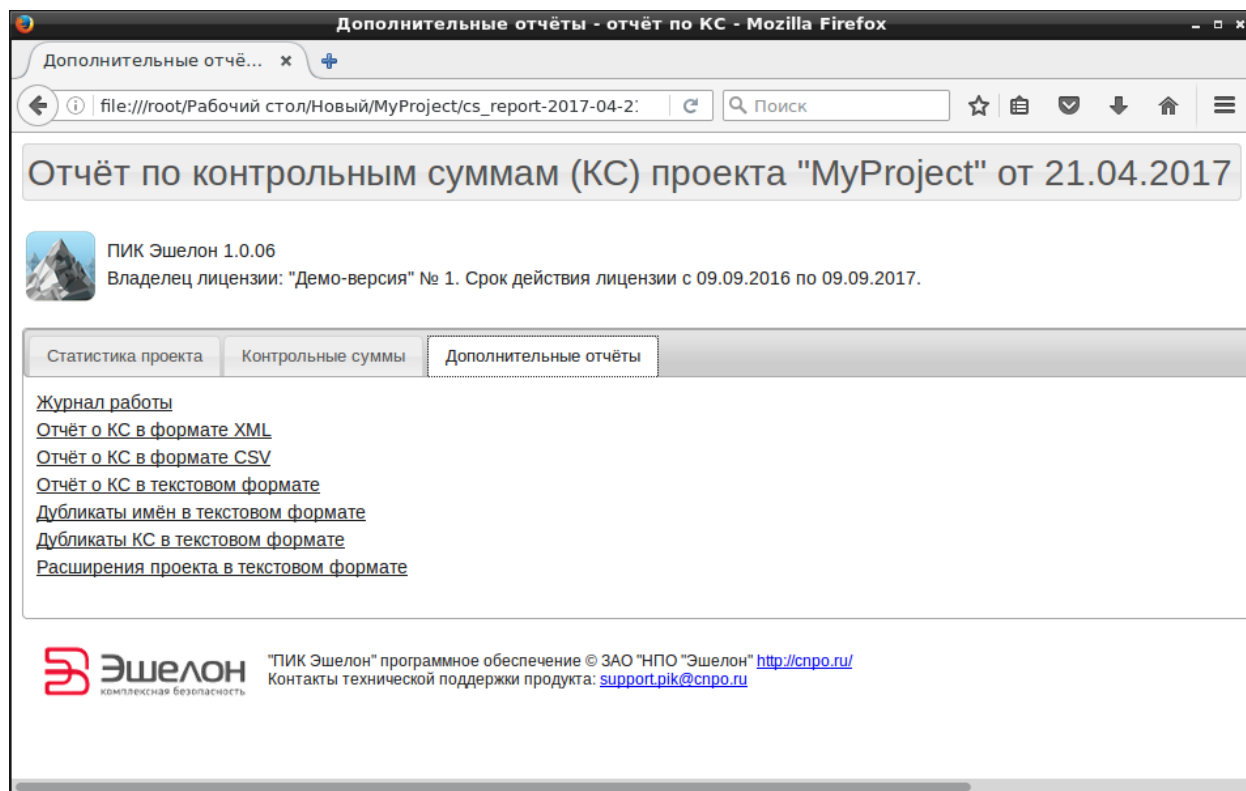 Дополнительные отчёты - отчёт по КС - Mozilla Firefox
Дополнительные отчё...
file:///root/Рабочий стол/Новый/MyProject/cs_report-2017-04-2
Поиск
Отчёт по контрольным суммам (КС) проекта "MyProject" от 21.04.2017
ПИК Эшелон 1.0.06
Владелец лицензии: "Демо-версия" № 1. Срок действия лицензии с 09.09.2016 по 09.09.2017.
Статистика проекта
Контрольные суммы
Дополнительные отчёты
Журнал работы
Отчёт о КС в формате XML
Отчёт о КС в формате CSV
Отчёт о КС в текстовом формате
Дубликаты имён в текстовом формате
Дубликаты КС в текстовом формате
Расширения проекта в текстовом формате
Эшелон
комплексная безопасность
"ПИК Эшелон" программное обеспечение © ЗАО "НПО "Эшелон" http://cnpo.ru/
Контакты технической поддержки продукта: support.pik@cnpo.ru